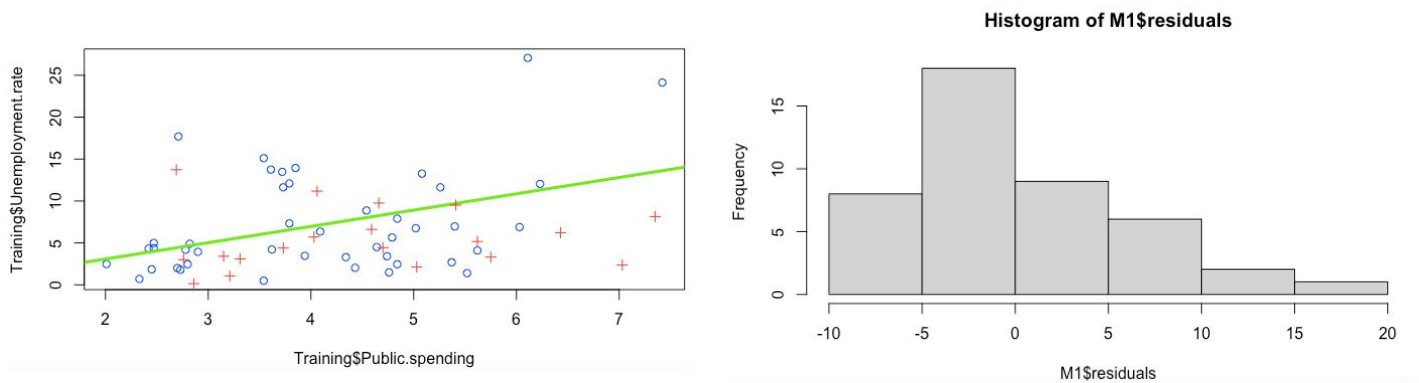 Training$Unemployment.rate
25
20
15
10
5
0
2 3 4 5 6 7
Training$Public.spending
Histogram of M1$residuals
Frequency
15
10
5
0
-10 -5 0 5 10 15 20
M1$residuals